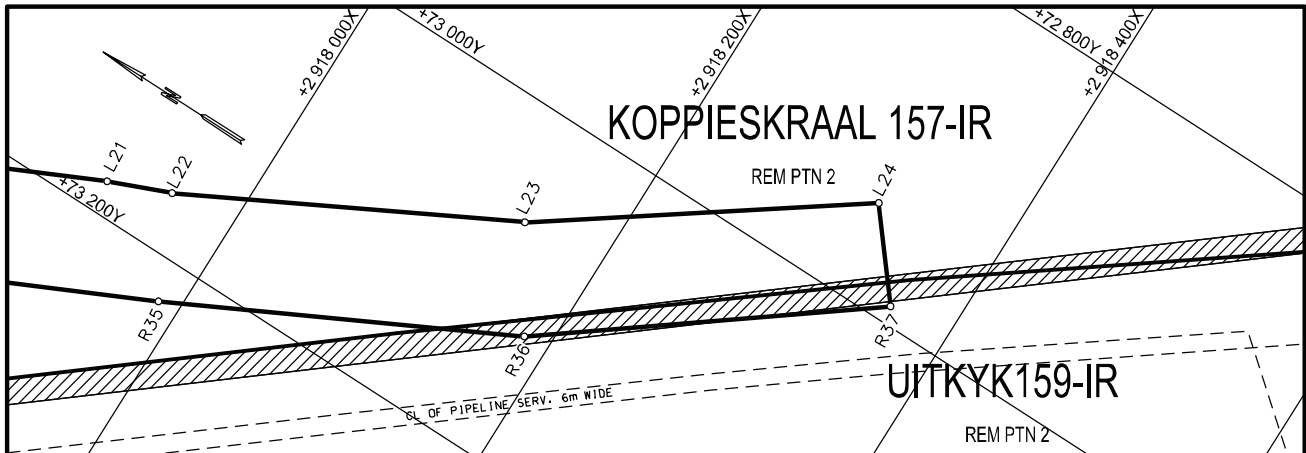 +2 918 000X
+73 000Y
+2 918 200X
+72 800Y
+2 918 400X
N
KOPPIESKRAAL 157-IR
REM PTN 2
L21
L22
+73 200Y
L23
L24
R35
R36
R37
UITKYK159-IR
CL OF PIPELINE SERV. 6m WIDE
REM PTN 2